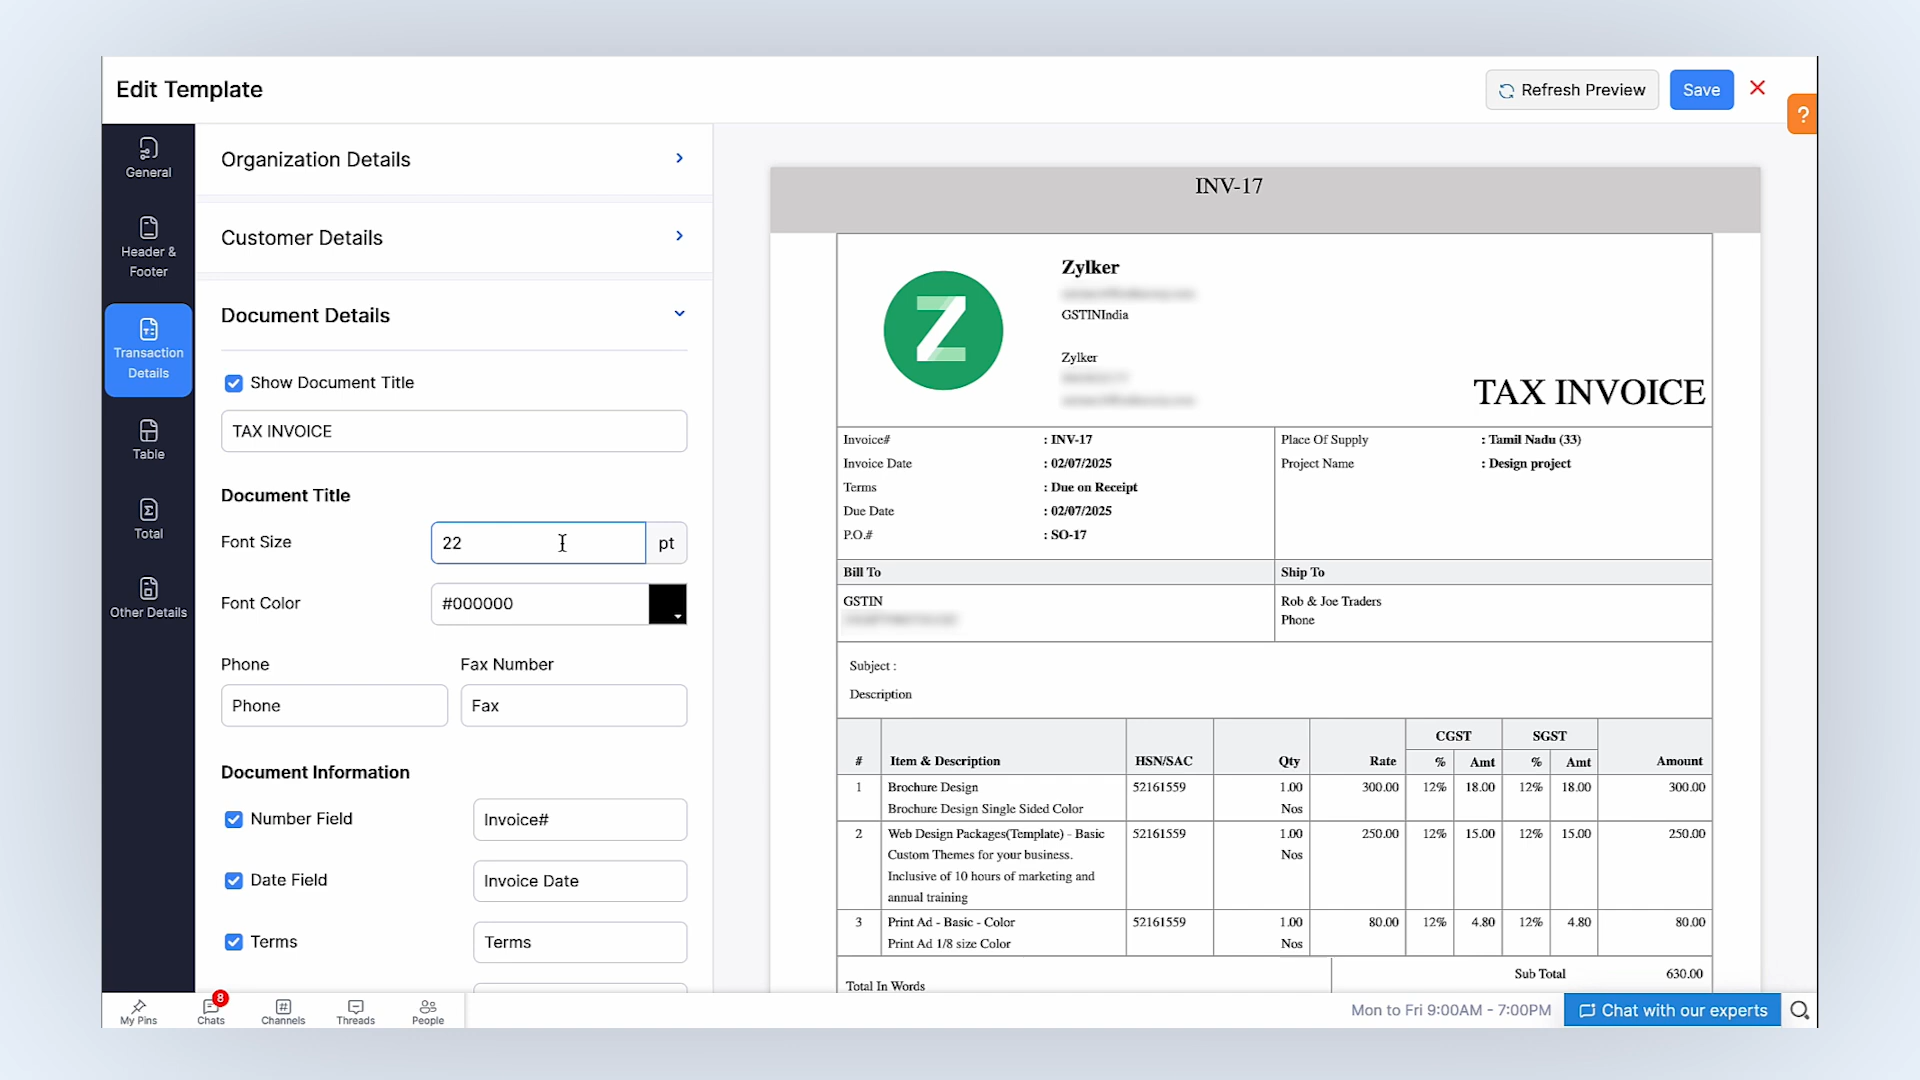 Edit Template
Refresh Preview
Save
?
General
Header &
Footer
Transaction
Details
Table
Total
Other Details
Organization Details
Customer Details
Document Details
Show Document Title
TAX INVOICE
Document Title
Font Size
22
pt
Font Color
#000000
Phone
Fax Number
Phone
Fax
Document Information
Number Field
Invoice#
Date Field
Invoice Date
Terms
Terms
INV-17
Z
Zylker
GSTINIndia
Zylker
TAX INVOICE
Invoice# : INV-17
Invoice Date : 02/07/2025
Terms : Due on Receipt
Due Date : 02/07/2025
P.O.# : SO-17
Place Of Supply : Tamil Nadu (33)
Project Name : Design project
Bill To
Ship To
GSTIN
Rob & Joe Traders
Phone
Subject :
Description
CGST SGST
# Item & Description HSN/SAC Qty Rate % Amt % Amt Amount
1 Brochure Design 52161559 1.00 300.00 12% 18.00 12% 18.00 300.00
Brochure Design Single Sided Color Nos
2 Web Design Packages(Template) - Basic 52161559 1.00 250.00 12% 15.00 12% 15.00 250.00
Custom Themes for your business. Nos
Inclusive of 10 hours of marketing and
annual training
3 Print Ad - Basic - Color 52161559 1.00 80.00 12% 4.80 12% 4.80 80.00
Print Ad 1/8 size Color Nos
Sub Total 630.00
Total In Words
My Pins
8
Chats
Channels
Threads
People
Mon to Fri 9:00AM - 7:00PM
Chat with our experts